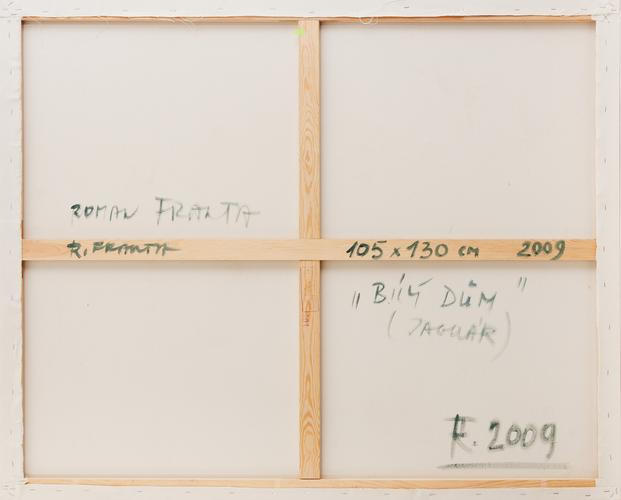 ROMAN FRANTA
R. FRANTA 105 x 130 cm 2009
„BÍLÝ DŮM"
(JAGUÁR)
F. 2009